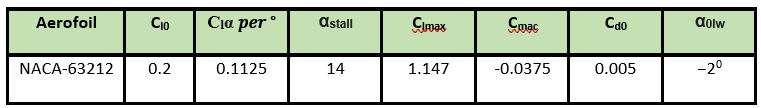 Aerofoil Cl0 Clα per ° αstall Clmax Cmac Cd0 α0lw
NACA-63212 0.2 0.1125 14 1.147 -0.0375 0.005 −2⁰